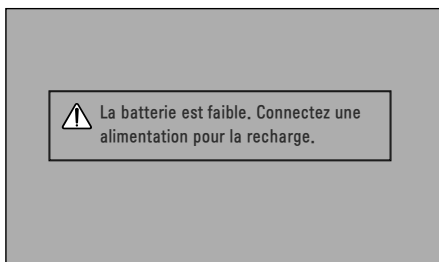 La batterie est faible. Connectez une
alimentation pour la recharge.